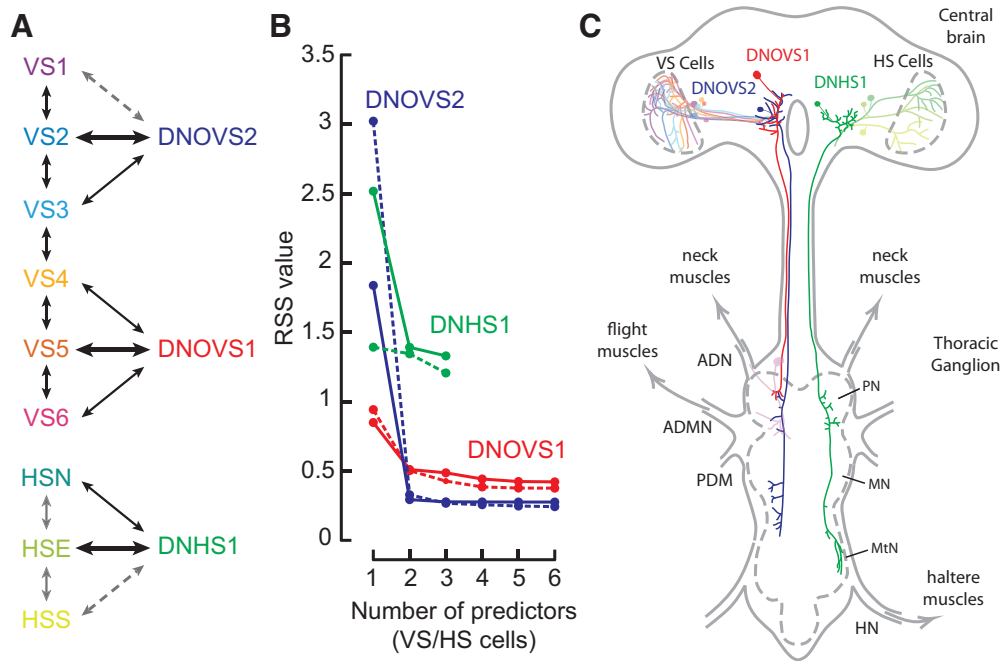 A
VS1
VS2
DNOVS2
VS3
VS4
VS5
DNOVS1
VS6
HSN
HSE
DNHS1
HSS
B
3.5
3
2.5
2
1.5
1
0.5
0
RSS value
DNOVS2
DNHS1
DNOVS1
1 2 3 4 5 6
Number of predictors
(VS/HS cells)
C
Central
brain
VS Cells
DNOVS1
DNOVS2
DNHS1
HS Cells
neck
muscles
neck
muscles
flight
muscles
Thoracic
Ganglion
ADN
PN
ADMN
PDM
MN
MtN
haltere
muscles
HN